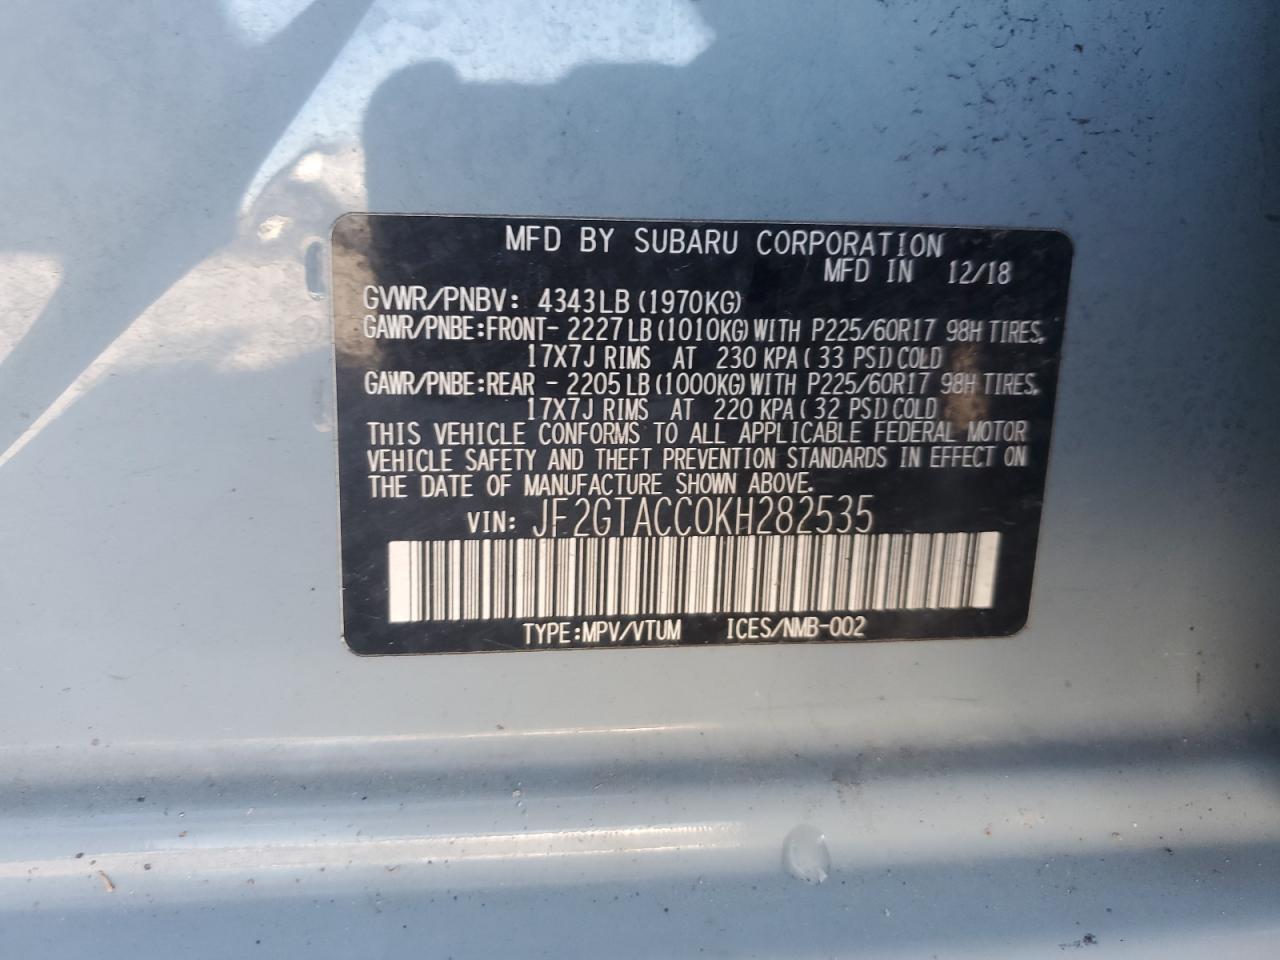 MFD BY SUBARU CORPORATION
MFD IN 12/18
GVWR/PNBV: 4343LB (1970KG)
GAWR/PNBE:FRONT- 2227LB (1010KG) WITH P225/60R17 98H TIRES,
17X7J RIMS AT 230 KPA ( 33 PSI) COLD
GAWR/PNBE:REAR - 2205LB (1000KG) WITH P225/60R17 98H TIRES,
17X7J RIMS AT 220 KPA ( 32 PSI) COLD
THIS VEHICLE CONFORMS TO ALL APPLICABLE FEDERAL MOTOR
VEHICLE SAFETY AND THEFT PREVENTION STANDARDS IN EFFECT ON
THE DATE OF MANUFACTURE SHOWN ABOVE.
VIN: JF2GTACC0KH282535
TYPE:MPV/VTUM ICES/NMB-002